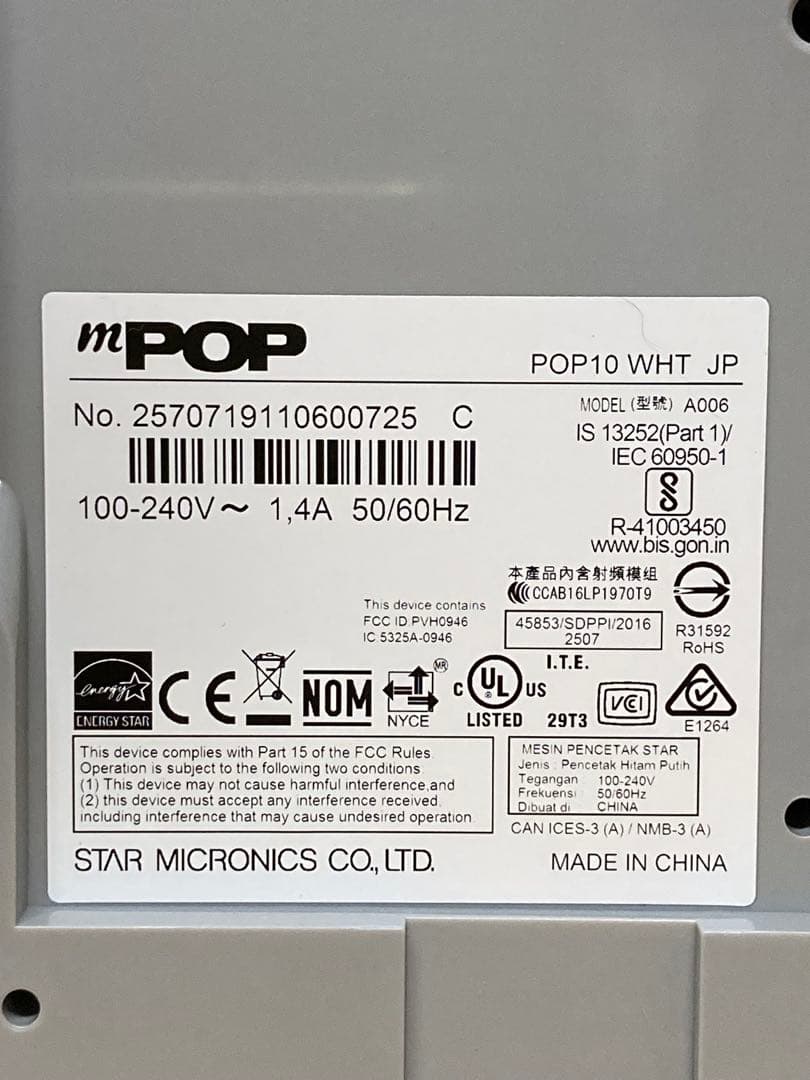 mPOP
POP10 WHT JP
No. 2570719110600725 C
MODEL (型號) A006
IS 13252(Part 1)/
IEC 60950-1
100-240V～ 1,4A 50/60Hz
R-41003450
www.bis.gon.in
本產品內含射頻模組
CCAB16LP1970T9
This device contains
FCC ID:PVH0946
IC:5325A-0946
45853/SDPPI/2016
2507
R31592
RoHS
energy
ENERGY STAR
CE
NOM
MR
NYCE
I.T.E.
C UL US
®
LISTED 29T3
VCI
E1264
This device complies with Part 15 of the FCC Rules.
Operation is subject to the following two conditions:
(1) This device may not cause harmful interference,and
(2) this device must accept any interference received,
including interference that may cause undesired operation.
MESIN PENCETAK STAR
Jenis : Pencetak Hitam Putih
Tegangan : 100-240V
Frekuensi : 50/60Hz
Dibuat di : CHINA
CAN ICES-3 (A) / NMB-3 (A)
STAR MICRONICS CO., LTD.
MADE IN CHINA